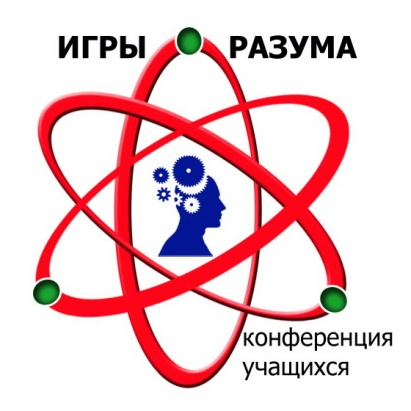 ИГРЫ РАЗУМА
конференция
учащихся